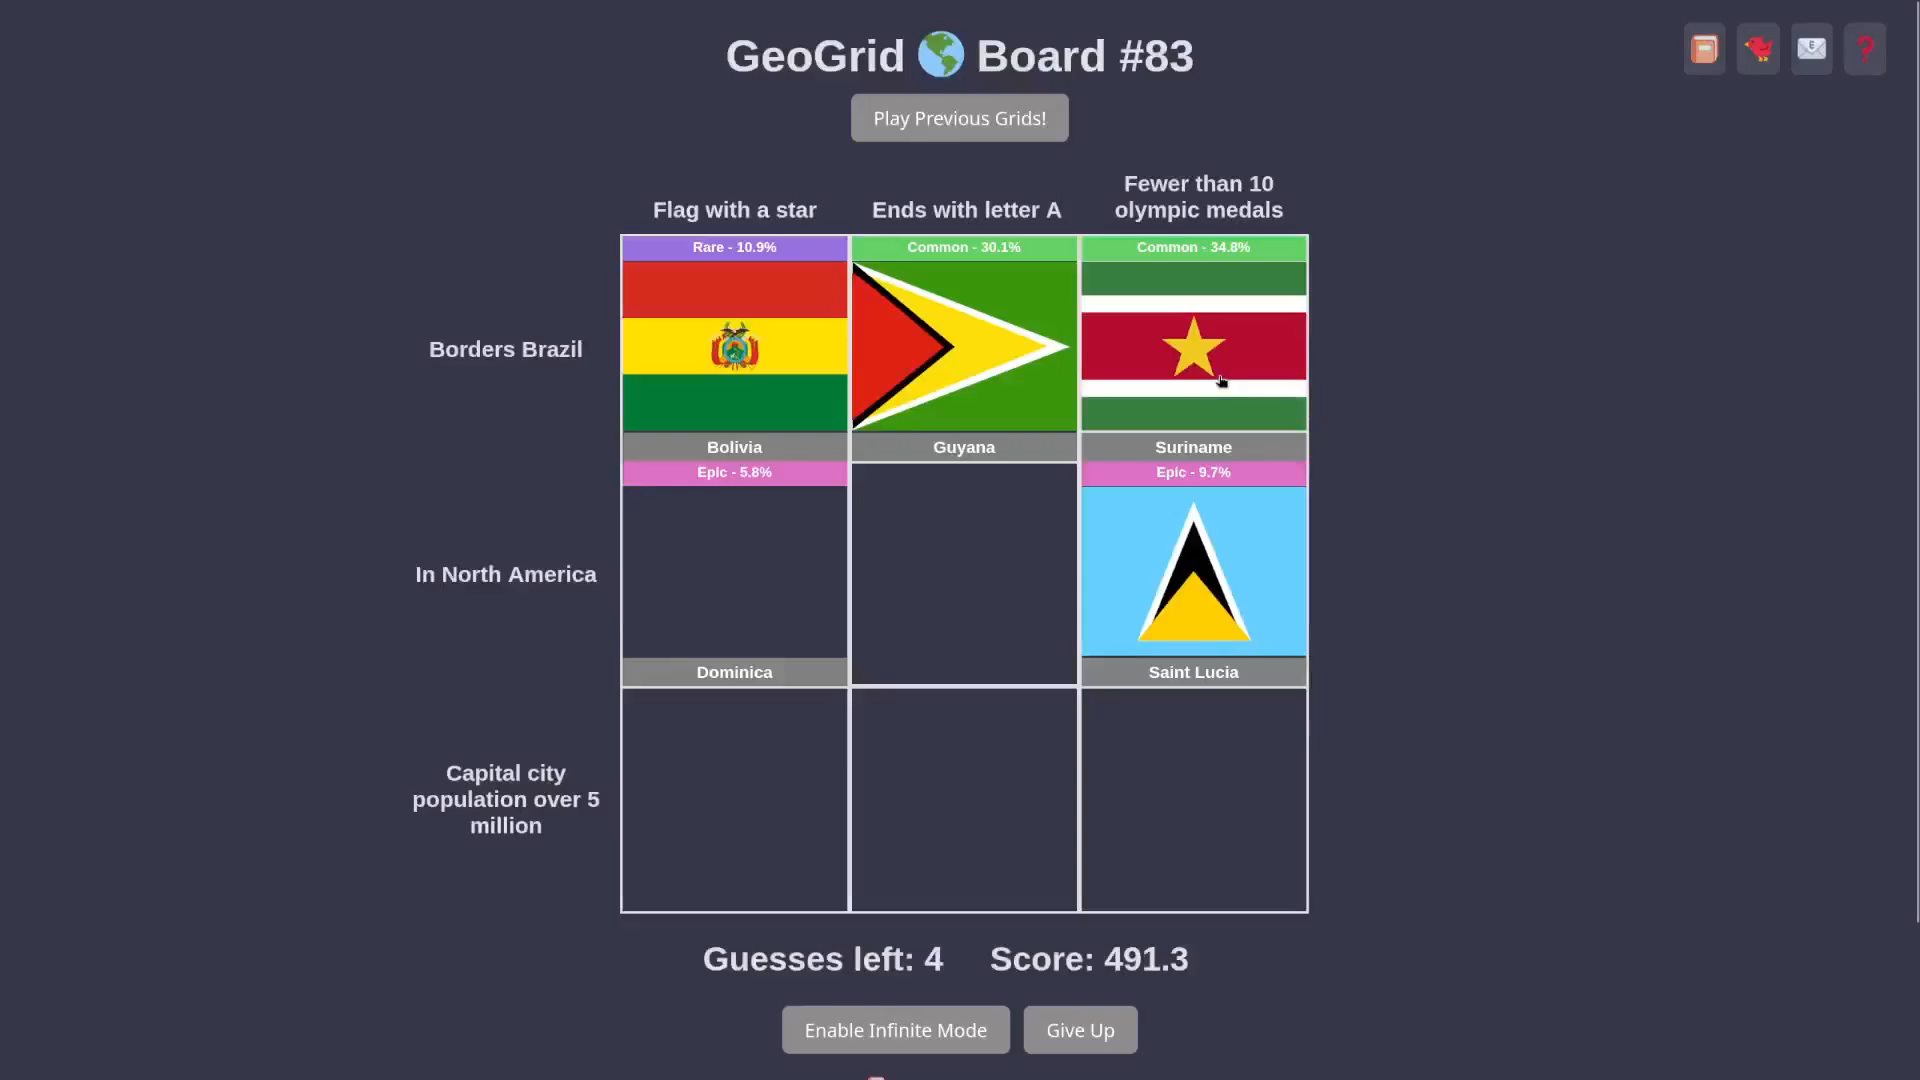 GeoGrid Board #83
Play Previous Grids!
Flag with a star
Ends with letter A
Fewer than 10
olympic medals
Rare - 10.9%
Common - 30.1%
Common - 34.8%
Borders Brazil
Bolivia
Guyana
Suriname
Epic - 5.8%
Epic - 9.7%
In North America
Dominica
Saint Lucia
Capital city
population over 5
million
Guesses left: 4
Score: 491.3
Enable Infinite Mode
Give Up